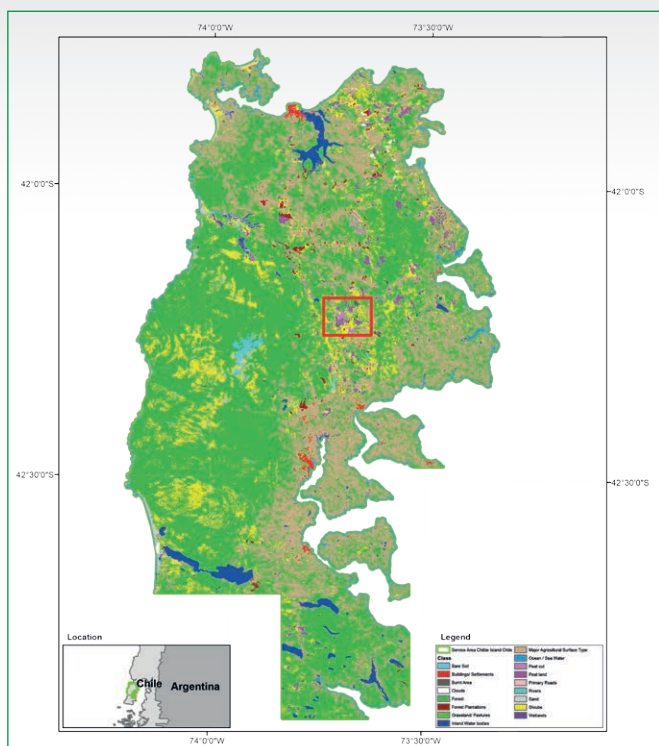 74°0'0"W
73°30'0"W
42°0'0"S
42°0'0"S
42°30'0"S
42°30'0"S
Location
Chile
Argentina
Legend
Service Area Chiloe Island Chile
Class
Bare Soil
Buildings/ Settlements
Burnt Area
Clouds
Forest
Forest Plantations
Grassland/ Pastures
Inland Water bodies
Major Agricultural Surface Type
Ocean / Sea Water
Peat cut
Peat land
Primary Roads
Rivers
Sand
Shrubs
Wetlands
74°0'0"W
73°30'0"W